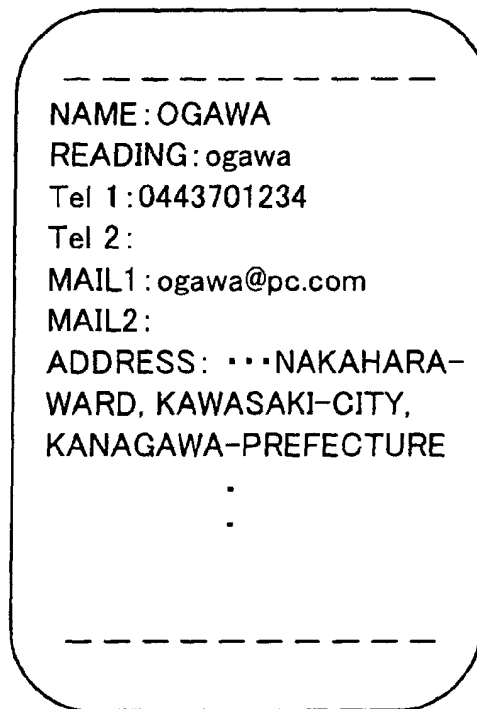 NAME:OGAWA
READING:ogawa
Tel 1:0443701234
Tel 2:
MAIL1:ogawa@pc.com
MAIL2:
ADDRESS: ···NAKAHARA-
WARD, KAWASAKI-CITY,
KANAGAWA-PREFECTURE